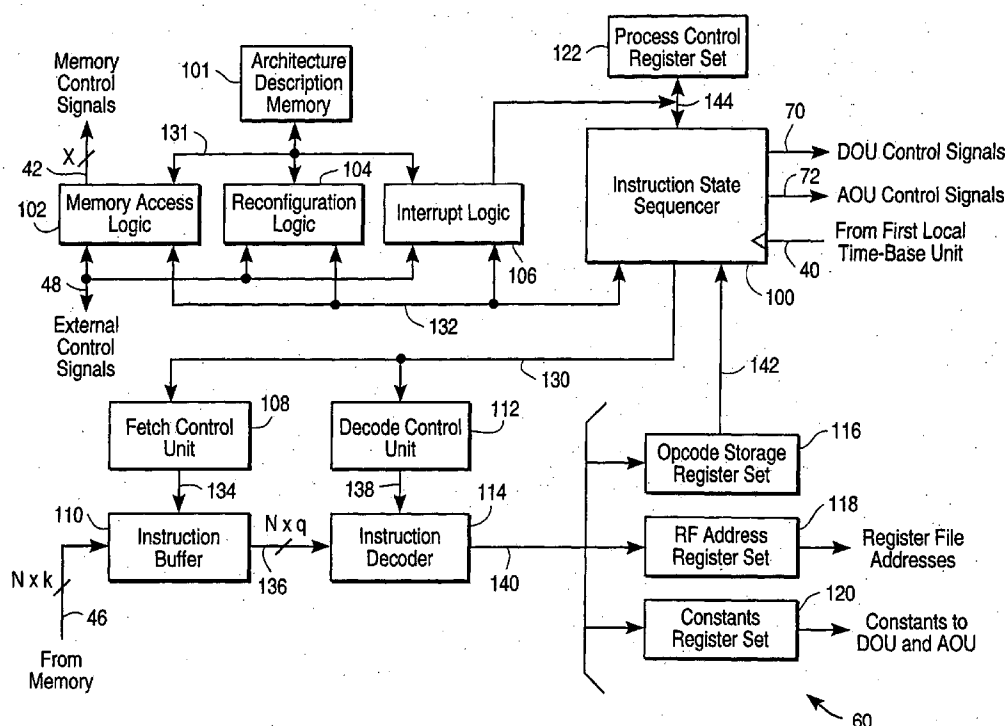 Memory
Control
Signals
101
Architecture
Description
Memory
122
Process Control
Register Set
144
131
X
42
104
70
DOU Control Signals
102
Memory Access
Logic
Reconfiguration
Logic
Interrupt Logic
106
Instruction State
Sequencer
72
AOU Control Signals
From First Local
Time-Base Unit
40
100
48
132
External
Control
Signals
130
142
108
Fetch Control
Unit
112
Decode Control
Unit
116
Opcode Storage
Register Set
134
138
110
Instruction
Buffer
N x q
136
114
Instruction
Decoder
140
118
RF Address
Register Set
Register File
Addresses
N x k
46
From
Memory
120
Constants
Register Set
Constants to
DOU and AOU
60